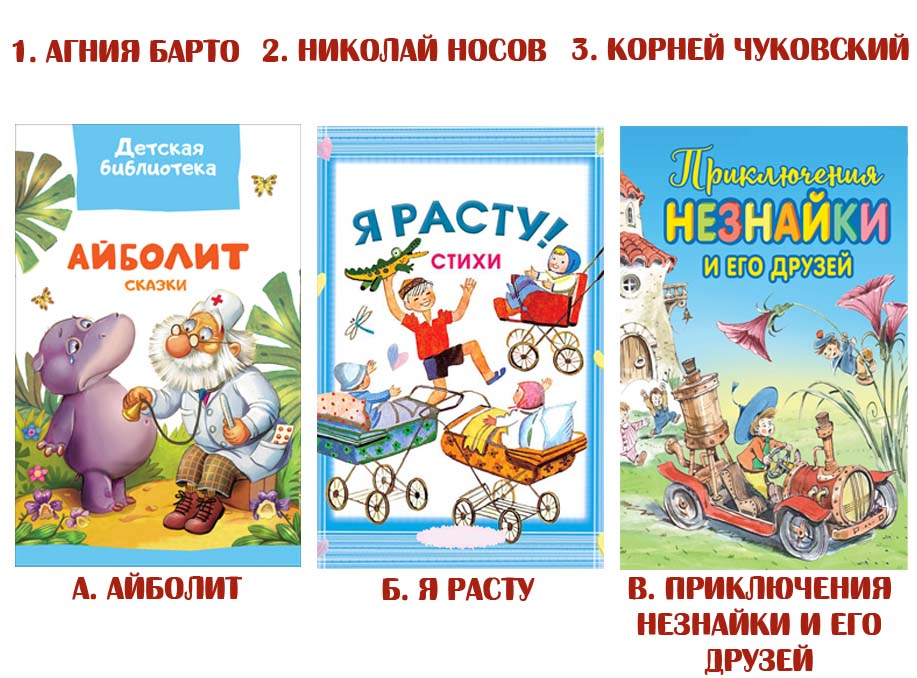 1. АГНИЯ БАРТО 2. НИКОЛАЙ НОСОВ 3. КОРНЕЙ ЧУКОВСКИЙ
Детская
библиотека
АЙБОЛИТ
СКАЗКИ
Я РАСТУ!
СТИХИ
Приключения
НЕЗНАЙКИ
И ЕГО ДРУЗЕЙ
А. АЙБОЛИТ
Б. Я РАСТУ
В. ПРИКЛЮЧЕНИЯ
НЕЗНАЙКИ И ЕГО
ДРУЗЕЙ